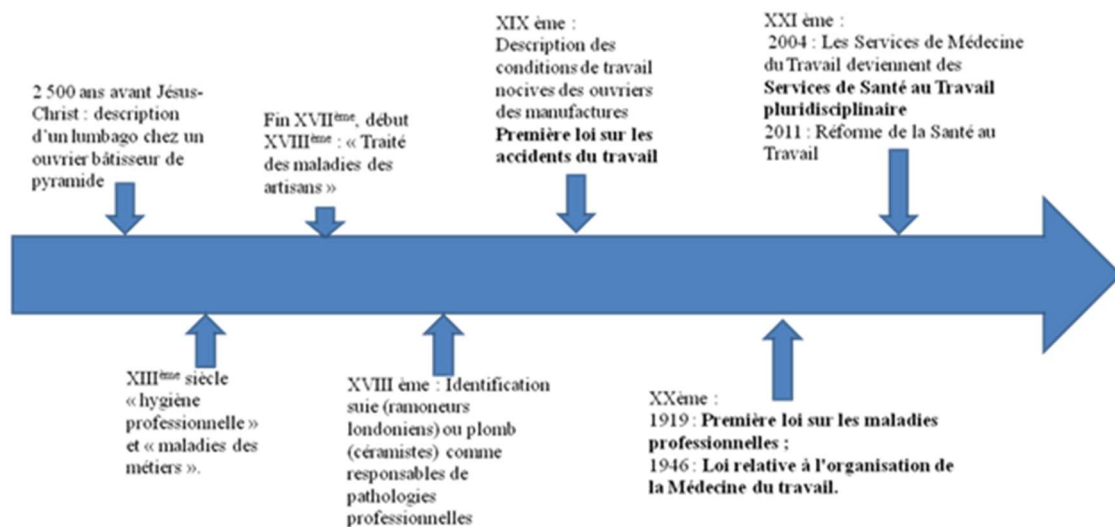 2 500 ans avant Jésus-
Christ : description
d'un lumbago chez un
ouvrier bâtisseur de
pyramide
XIIIème siècle
« hygiène
professionnelle »
et « maladies des
métiers ».
Fin XVIIème, début
XVIIIème : « Traité
des maladies des
artisans »
XVIII ème : Identification
suie (ramoneurs
londoniens) ou plomb
(céramistes) comme
responsables de
pathologies
professionnelles
XIX ème :
Description des
conditions de travail
nocives des ouvriers
des manufactures
Première loi sur les
accidents du travail
XXème :
1919 : Première loi sur les maladies
professionnelles ;
1946 : Loi relative à l'organisation de
la Médecine du travail.
XXI ème :
2004 : Les Services de Médecine
du Travail deviennent des
Services de Santé au Travail
pluridisciplinaire
2011 : Réforme de la Santé au
Travail